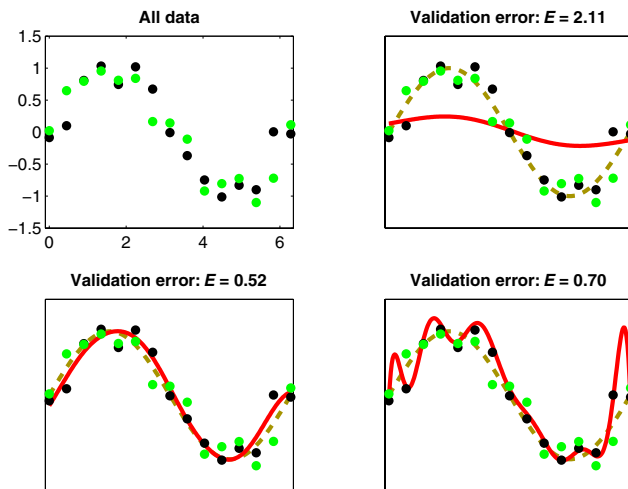 All data
Validation error: E = 2.11
1.5
1
0.5
0
−0.5
−1
−1.5
0
2
4
6
Validation error: E = 0.52
Validation error: E = 0.70